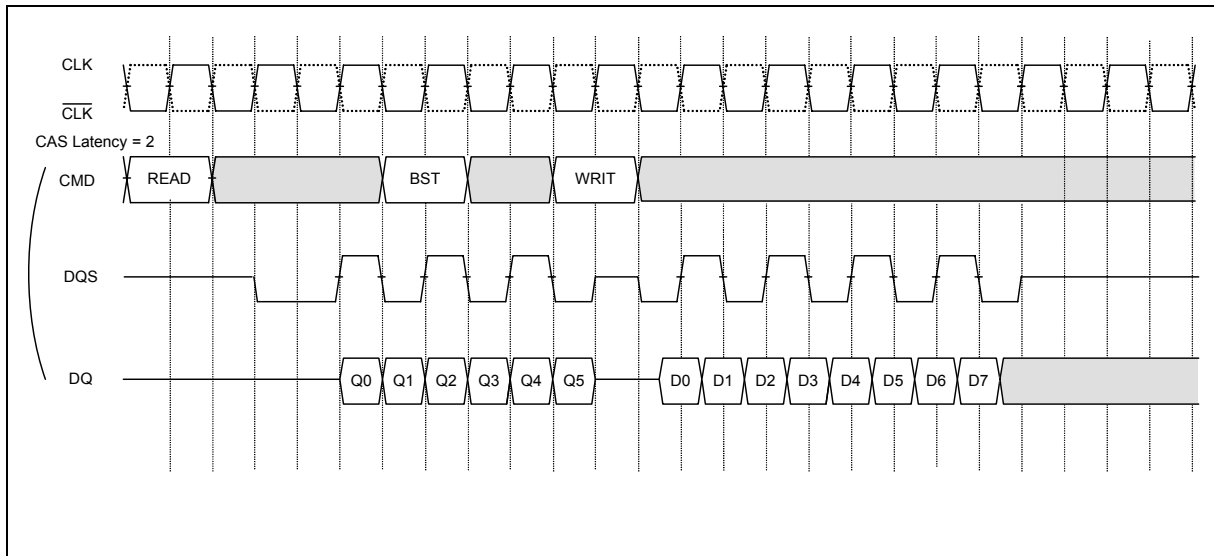 CLK
C̅L̅K̅
CAS Latency = 2
CMD READ BST WRIT
DQS
DQ Q0 Q1 Q2 Q3 Q4 Q5 D0 D1 D2 D3 D4 D5 D6 D7